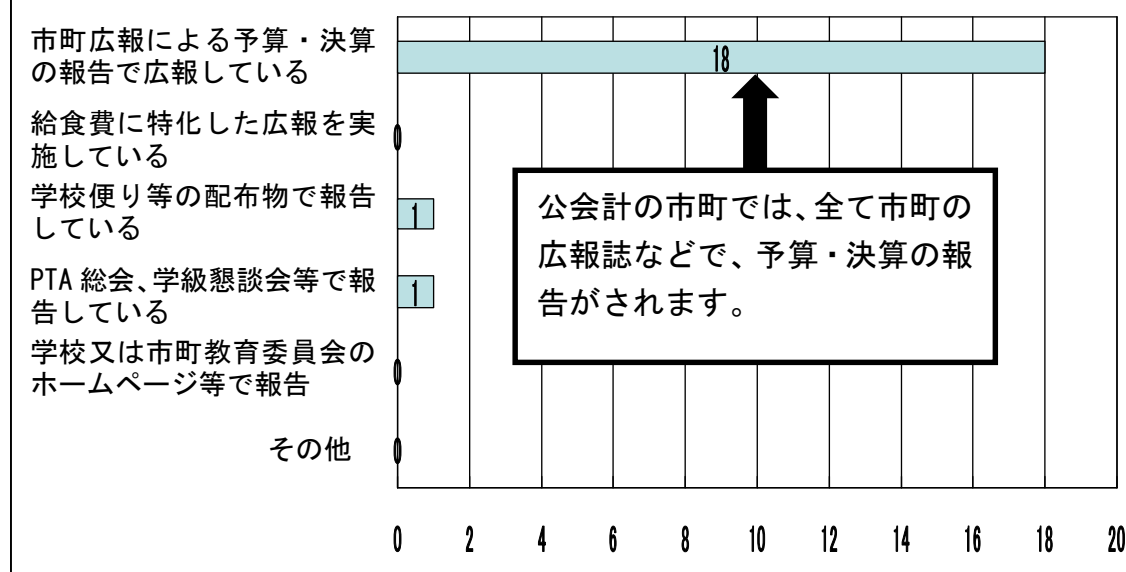 市町広報による予算・決算
の報告で広報している
18
給食費に特化した広報を実
施している
0
学校便り等の配布物で報告
している
1
PTA 総会、学級懇談会等で報
告している
1
学校又は市町教育委員会の
ホームページ等で報告
0
その他
0
公会計の市町では、全て市町の
広報誌などで、予算・決算の報
告がされます。
0 2 4 6 8 10 12 14 16 18 20